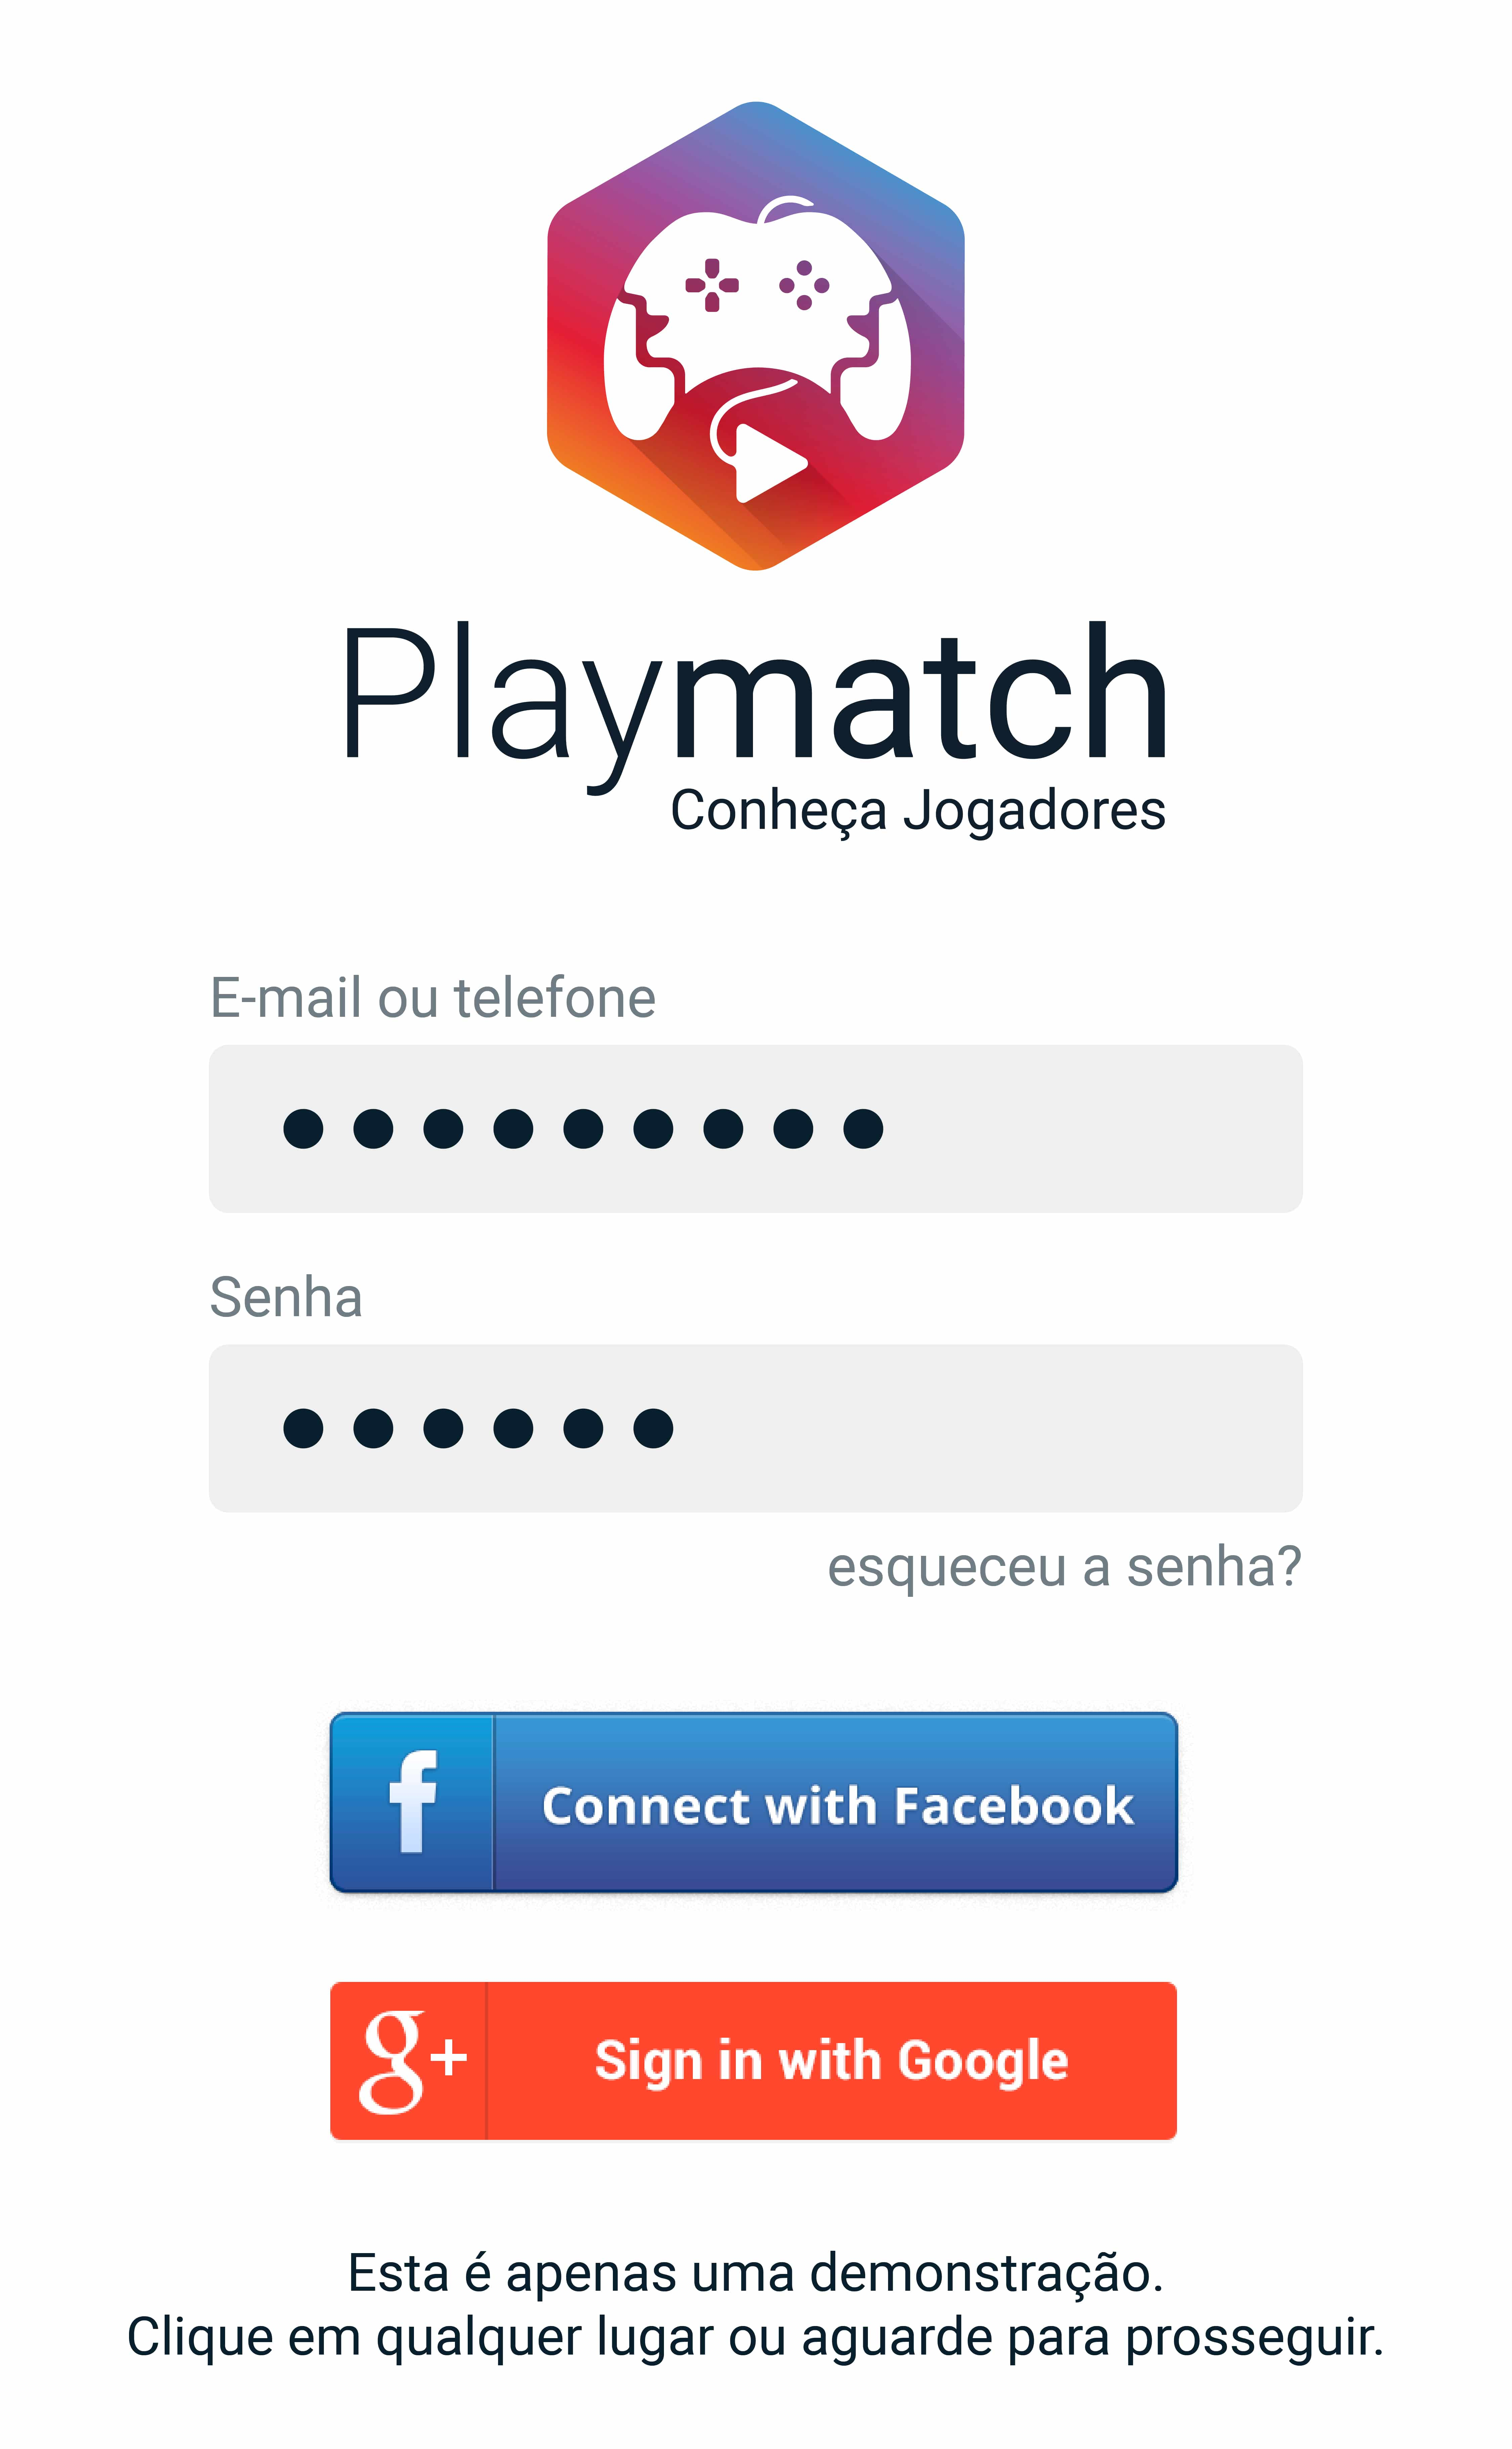 Playmatch
Conheça Jogadores
E-mail ou telefone
Senha
esqueceu a senha?
f
Connect with Facebook
g+
Sign in with Google
Esta é apenas uma demonstração.
Clique em qualquer lugar ou aguarde para prosseguir.